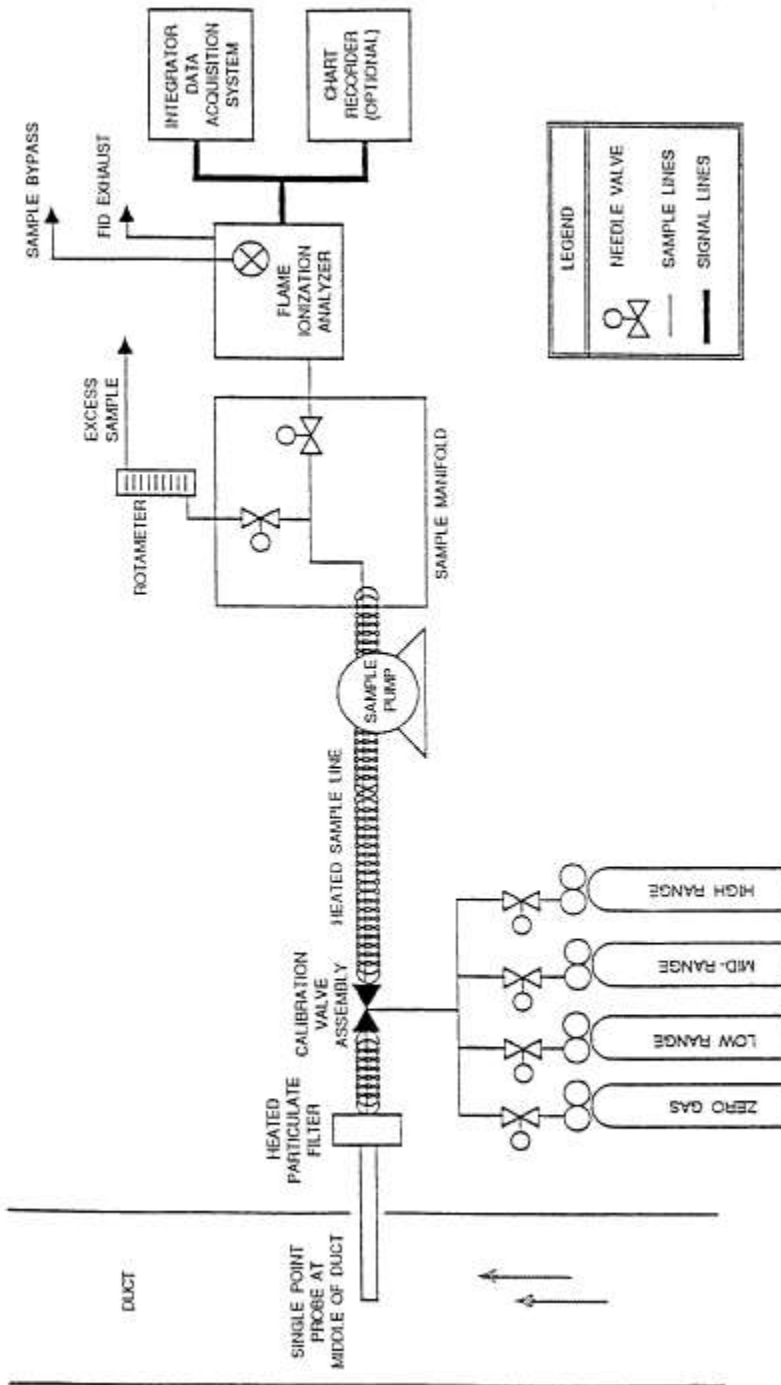 DUCT
SINGLE POINT
PROBE AT
MIDDLE OF DUCT
HEATED
PARTICULATE
FILTER
CALIBRATION
VALVE
ASSEMBLY
HEATED SAMPLE LINE
SAMPLE
PUMP
ROTAMETER
EXCESS
SAMPLE
SAMPLE MANIFOLD
SAMPLE BYPASS
FID EXHAUST
FLAME
IONIZATION
ANALYZER
INTEGRATOR
DATA
ACQUISITION
SYSTEM
CHART
RECORDER
(OPTIONAL)
ZERO GAS
LOW RANGE
MID-RANGE
HIGH RANGE
LEGEND
NEEDLE VALVE
SAMPLE LINES
SIGNAL LINES